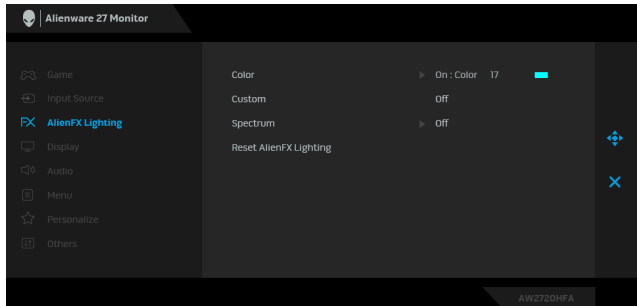 Alienware 27 Monitor
Game
Input Source
FX AlienFX Lighting
Display
Audio
Menu
Personalize
Others
Color On : Color 17
Custom Off
Spectrum Off
Reset AlienFX Lighting
AW2720HFA